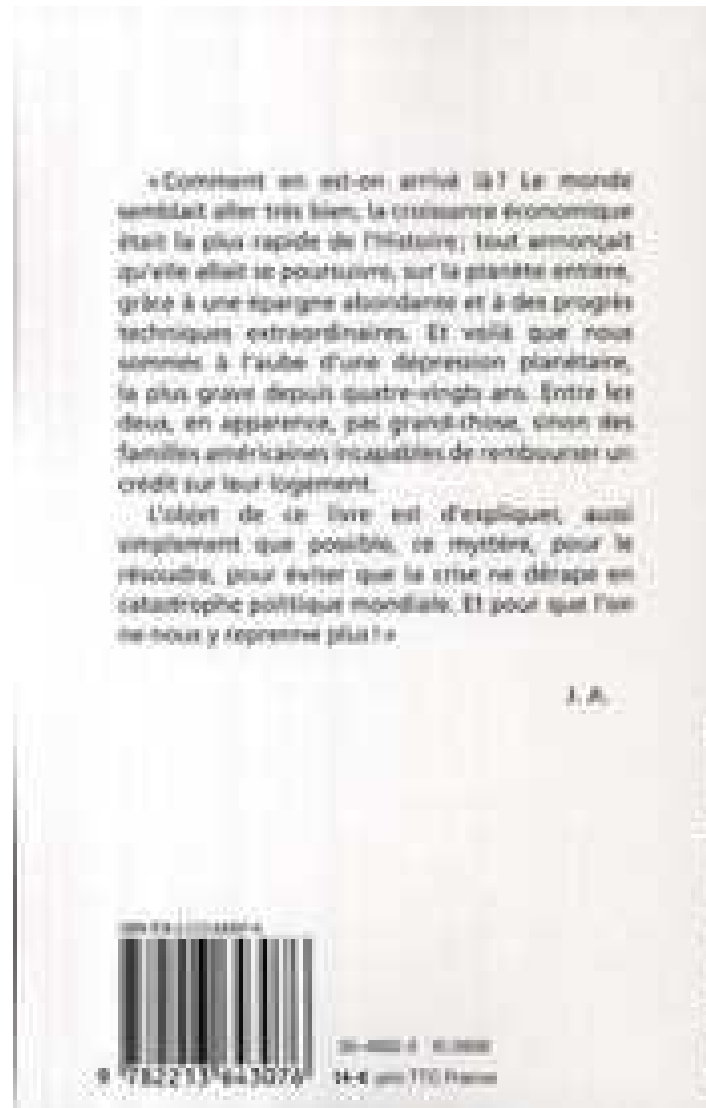 « Comment en est-on arrivé là ? Le monde
semblait aller très bien, la croissance économique
était la plus rapide de l'Histoire ; tout annonçait
qu'elle allait se poursuivre, sur la planète entière,
grâce à une épargne abondante et à des progrès
techniques extraordinaires. Et voilà que nous
sommes à l'aube d'une dépression planétaire,
la plus grave depuis quatre-vingts ans. Entre les
deux, en apparence, pas grand-chose, sinon des
familles américaines incapables de rembourser un
crédit sur leur logement.
L'objet de ce livre est d'expliquer, aussi
simplement que possible, ce mystère, pour le
résoudre, pour éviter que la crise ne dérape en
catastrophe politique mondiale. Et pour que l'on
ne nous y reprenne plus ! »
J. A.
9 782213 643076
14 € prix TTC France